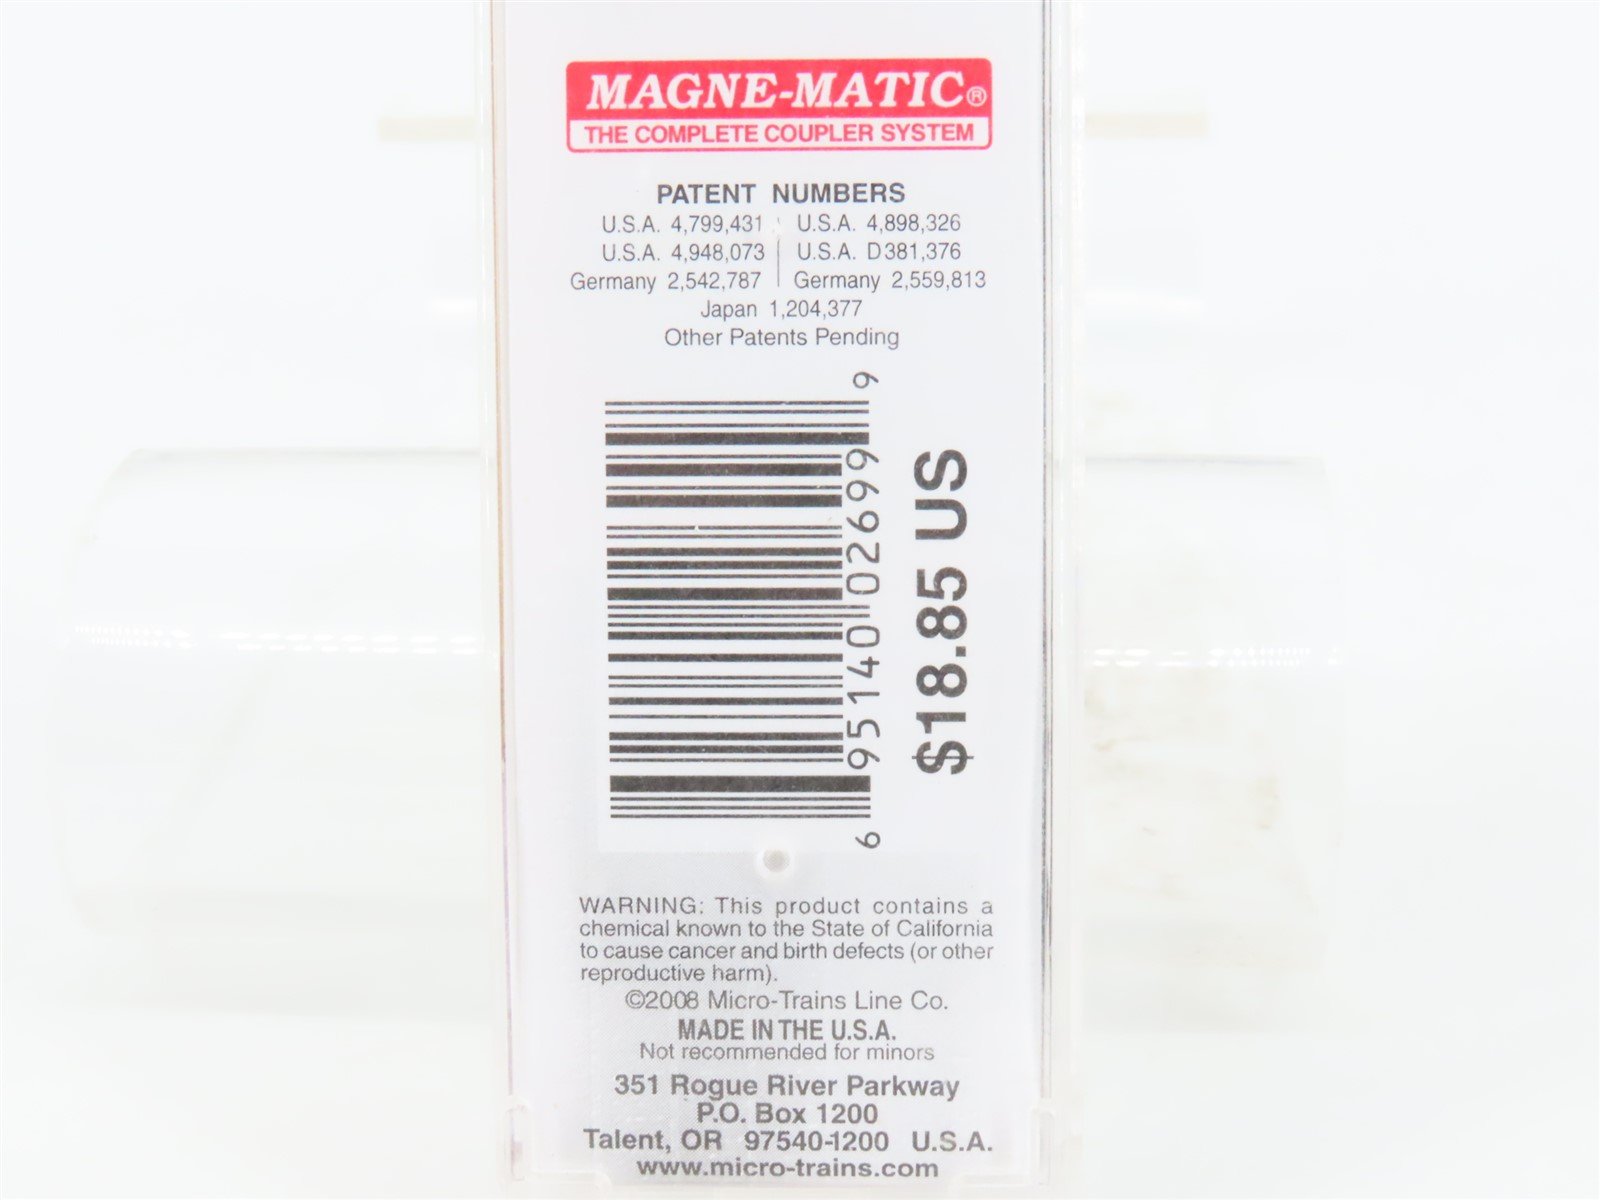 MAGNE-MATIC®
THE COMPLETE COUPLER SYSTEM
PATENT NUMBERS
U.S.A. 4,799,431 U.S.A. 4,898,326
U.S.A. 4,948,073 | U.S.A. D381,376
Germany 2,542,787 | Germany 2,559,813
Japan 1,204,377
Other Patents Pending
6 95140 02699 9
$18.85 US
WARNING: This product contains a
chemical known to the State of California
to cause cancer and birth defects (or other
reproductive harm).
©2008 Micro-Trains Line Co.
MADE IN THE U.S.A.
Not recommended for minors
351 Rogue River Parkway
P.O. Box 1200
Talent, OR 97540-1200 U.S.A.
www.micro-trains.com